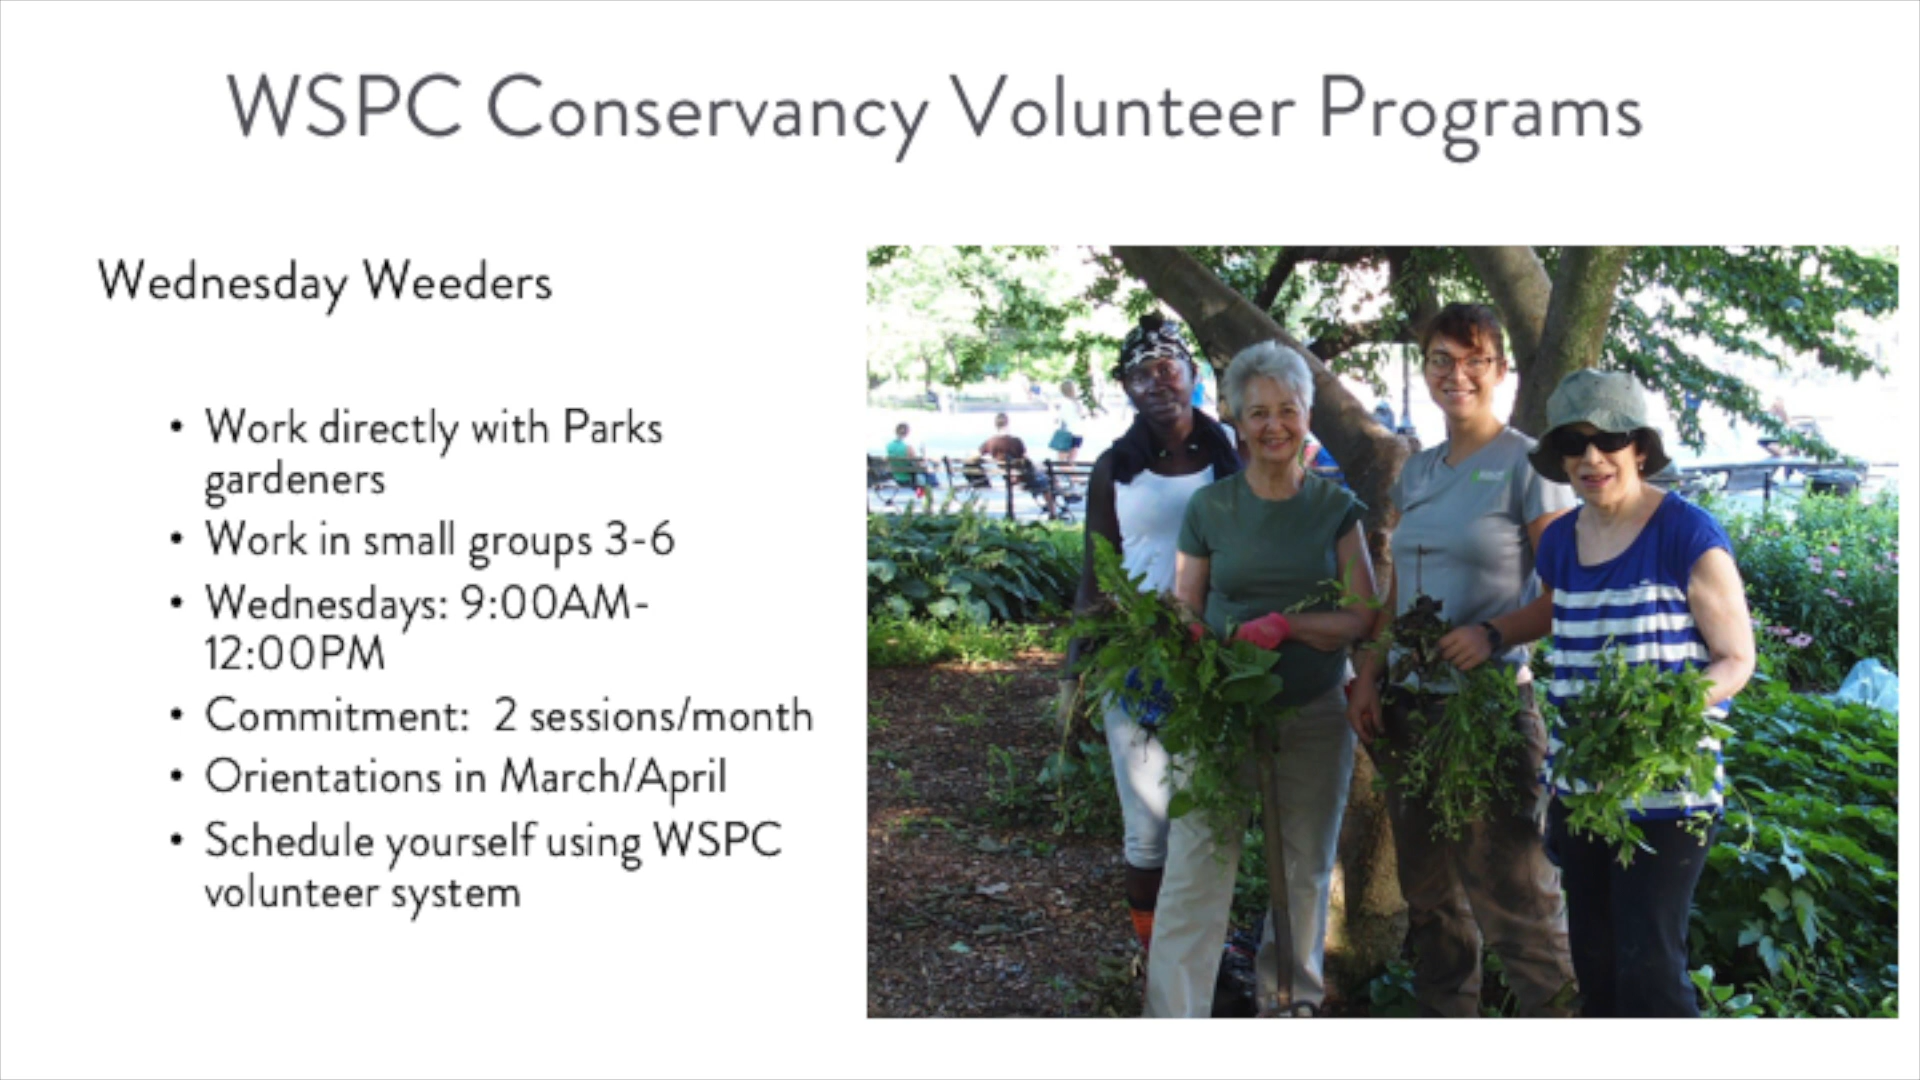 WSPC Conservancy Volunteer Programs
Wednesday Weeders
• Work directly with Parks
gardeners
• Work in small groups 3-6
• Wednesdays: 9:00AM-
12:00PM
• Commitment:  2 sessions/month
• Orientations in March/April
• Schedule yourself using WSPC
volunteer system